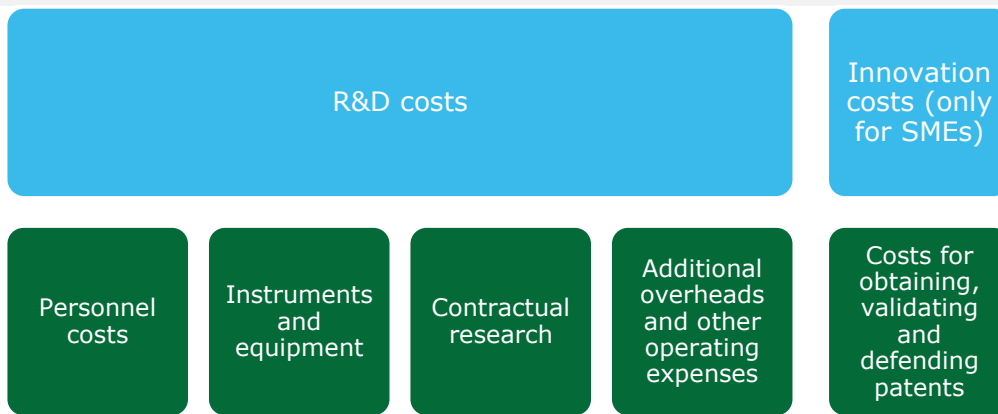 R&D costs
Innovation
costs (only
for SMEs)
Personnel
costs
Instruments
and
equipment
Contractual
research
Additional
overheads
and other
operating
expenses
Costs for
obtaining,
validating
and
defending
patents